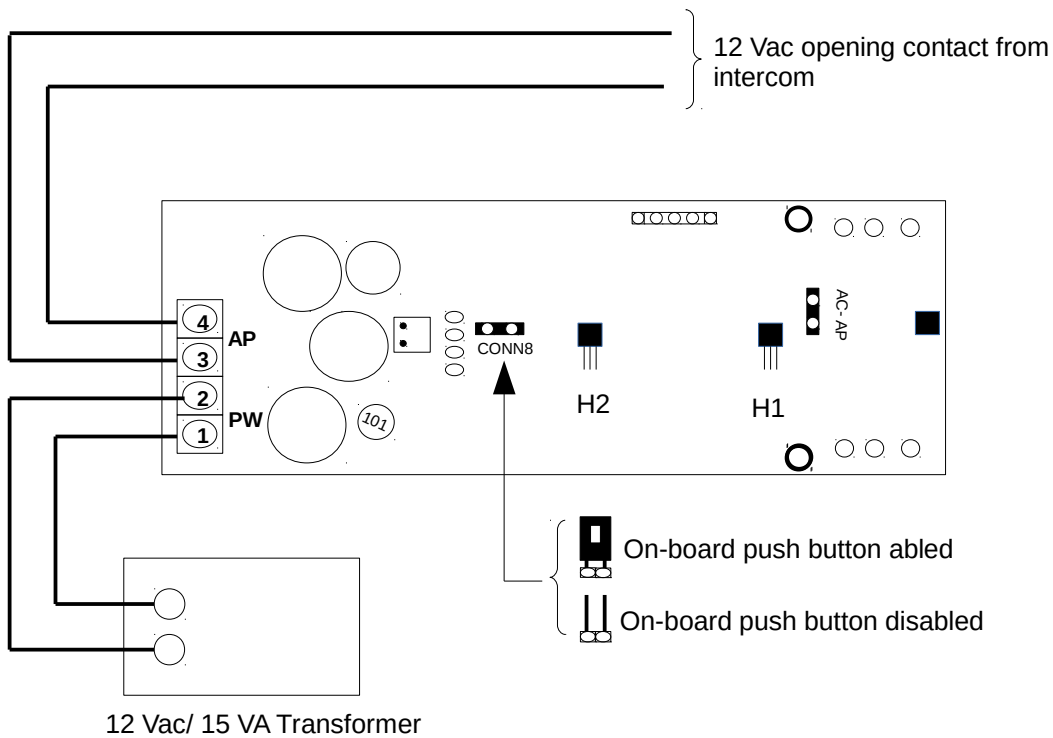 12 Vac opening contact from
intercom
AC- AP
4
AP
3
CONN8
2
H2
H1
PW
101
1
On-board push button abled
On-board push button disabled
12 Vac/ 15 VA Transformer